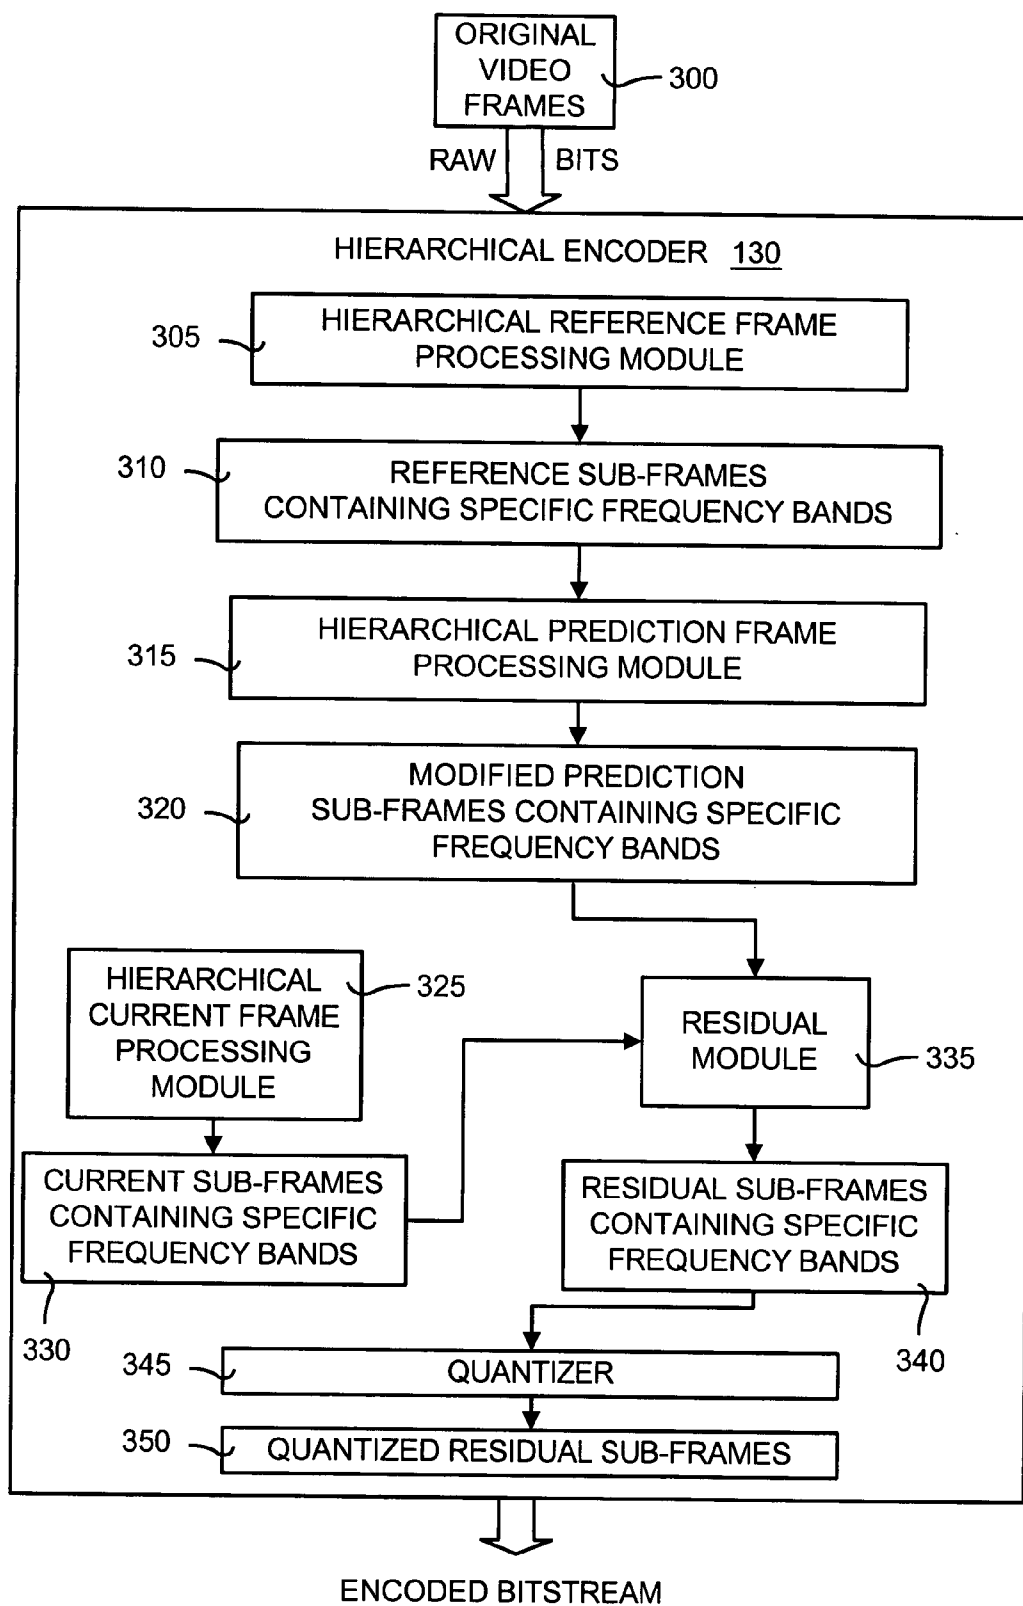 ORIGINAL
VIDEO
FRAMES
300
RAW BITS
HIERARCHICAL ENCODER 130
305
HIERARCHICAL REFERENCE FRAME
PROCESSING MODULE
310
REFERENCE SUB-FRAMES
CONTAINING SPECIFIC FREQUENCY BANDS
315
HIERARCHICAL PREDICTION FRAME
PROCESSING MODULE
320
MODIFIED PREDICTION
SUB-FRAMES CONTAINING SPECIFIC
FREQUENCY BANDS
HIERARCHICAL
CURRENT FRAME
PROCESSING
MODULE
325
RESIDUAL
MODULE
335
CURRENT SUB-FRAMES
CONTAINING SPECIFIC
FREQUENCY BANDS
330
RESIDUAL SUB-FRAMES
CONTAINING SPECIFIC
FREQUENCY BANDS
340
345
QUANTIZER
350
QUANTIZED RESIDUAL SUB-FRAMES
ENCODED BITSTREAM